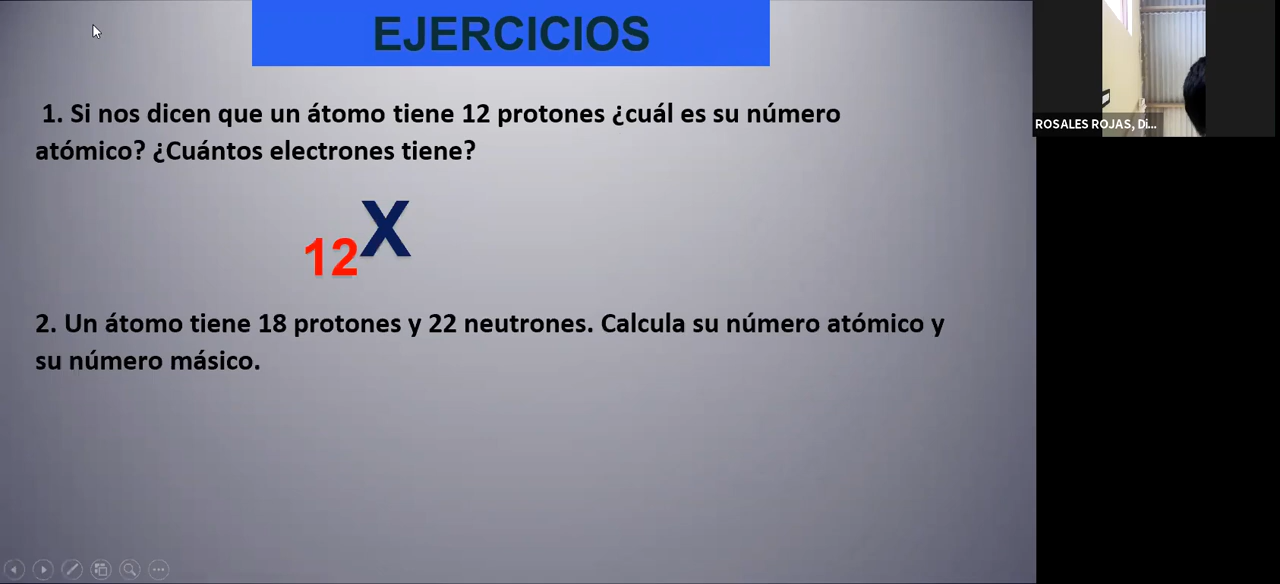 EJERCICIOS
1. Si nos dicen que un átomo tiene 12 protones ¿cuál es su número
atómico? ¿Cuántos electrones tiene?
12X
2. Un átomo tiene 18 protones y 22 neutrones. Calcula su número atómico y
su número másico.
ROSALES ROJAS, Di...